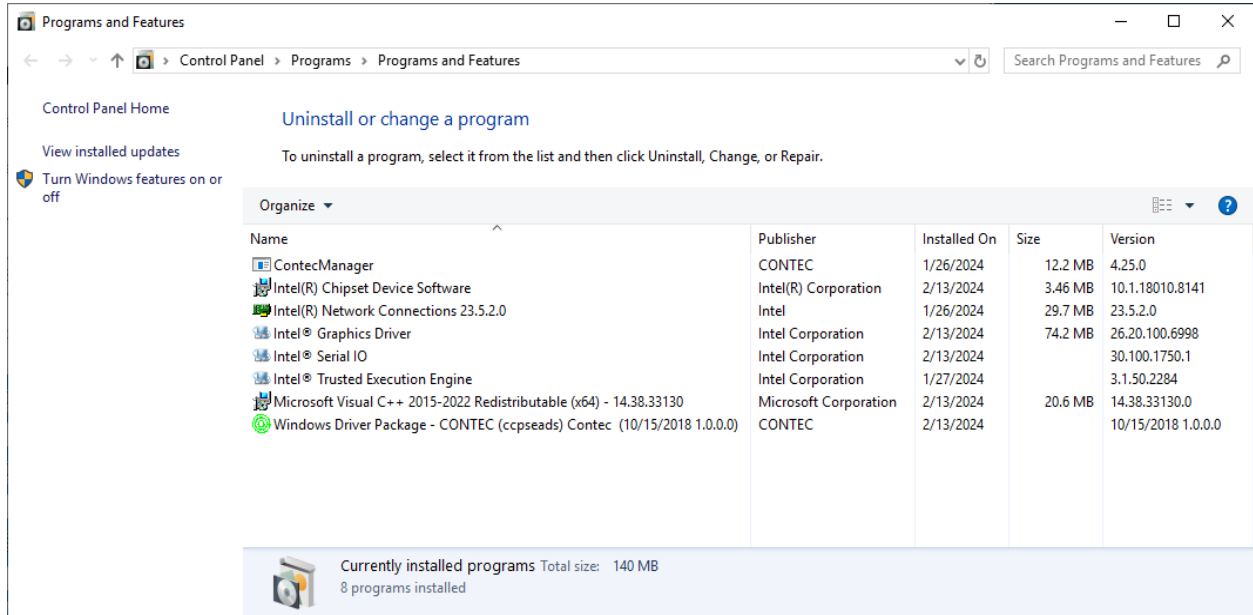 Programs and Features
Control Panel > Programs > Programs and Features
Search Programs and Features
Control Panel Home
View installed updates
Turn Windows features on or
off
Uninstall or change a program
To uninstall a program, select it from the list and then click Uninstall, Change, or Repair.
Organize
Name Publisher Installed On Size Version
ContecManager CONTEC 1/26/2024 12.2 MB 4.25.0
Intel(R) Chipset Device Software Intel(R) Corporation 2/13/2024 3.46 MB 10.1.18010.8141
Intel(R) Network Connections 23.5.2.0 Intel 1/26/2024 29.7 MB 23.5.2.0
Intel® Graphics Driver Intel Corporation 2/13/2024 74.2 MB 26.20.100.6998
Intel® Serial IO Intel Corporation 2/13/2024 30.100.1750.1
Intel® Trusted Execution Engine Intel Corporation 1/27/2024 3.1.50.2284
Microsoft Visual C++ 2015-2022 Redistributable (x64) - 14.38.33130 Microsoft Corporation 2/13/2024 20.6 MB 14.38.33130.0
Windows Driver Package - CONTEC (ccpseads) Contec (10/15/2018 1.0.0.0) CONTEC 2/13/2024 10/15/2018 1.0.0.0
Currently installed programs Total size: 140 MB
8 programs installed